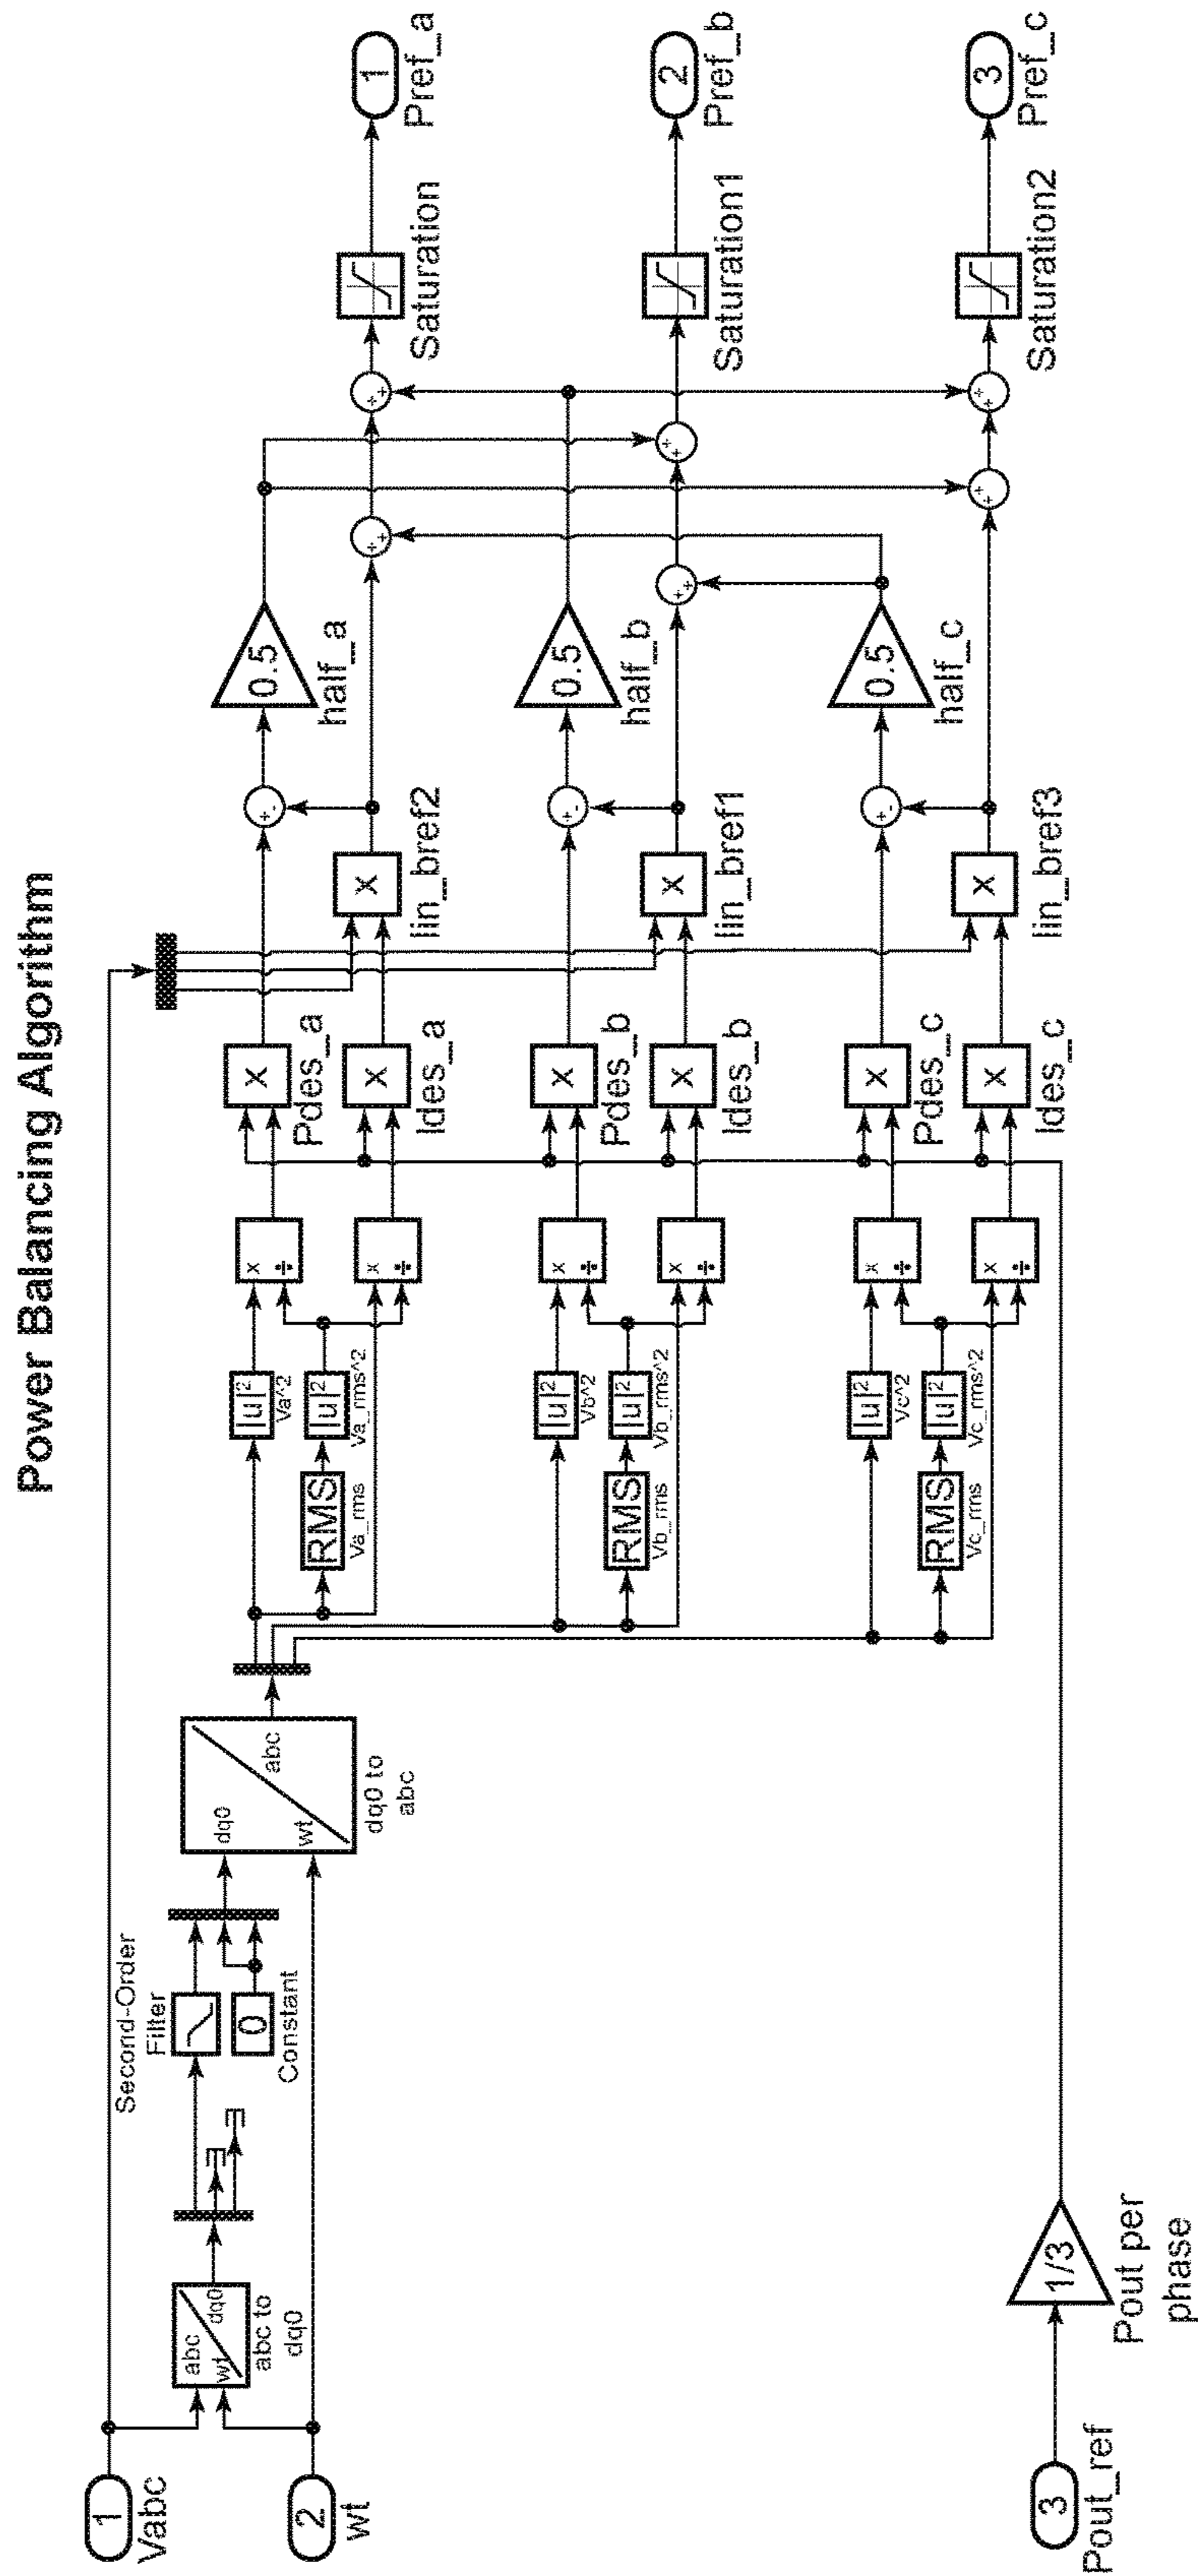 Power Balancing Algorithm
1
Vabc
2
wt
3
Pout_ref
abc
wt
dq0
abc to
dq0
Second-Order
Filter
0
Constant
dq0
wt
abc
dq0 to
abc
1/3
Pout per
phase
|u|²
Va^2
RMS
Va_rms
|u|²
Va_rms^2
x
÷
x
÷
|u|²
Vb^2
RMS
Vb_rms
|u|²
Vb_rms^2
x
÷
x
÷
|u|²
Vc^2
RMS
Vc_rms
|u|²
Vc_rms^2
x
÷
x
÷
X
Pdes_a
X
Ides_a
X
Pdes_b
X
Ides_b
X
Pdes_c
X
Ides_c
X
Iin_bref2
X
Iin_bref1
X
Iin_bref3
+-
+-
+-
0.5
half_a
0.5
half_b
0.5
half_c
++
++
++
++
++
++
Saturation
Saturation1
Saturation2
1
Pref_a
2
Pref_b
3
Pref_c